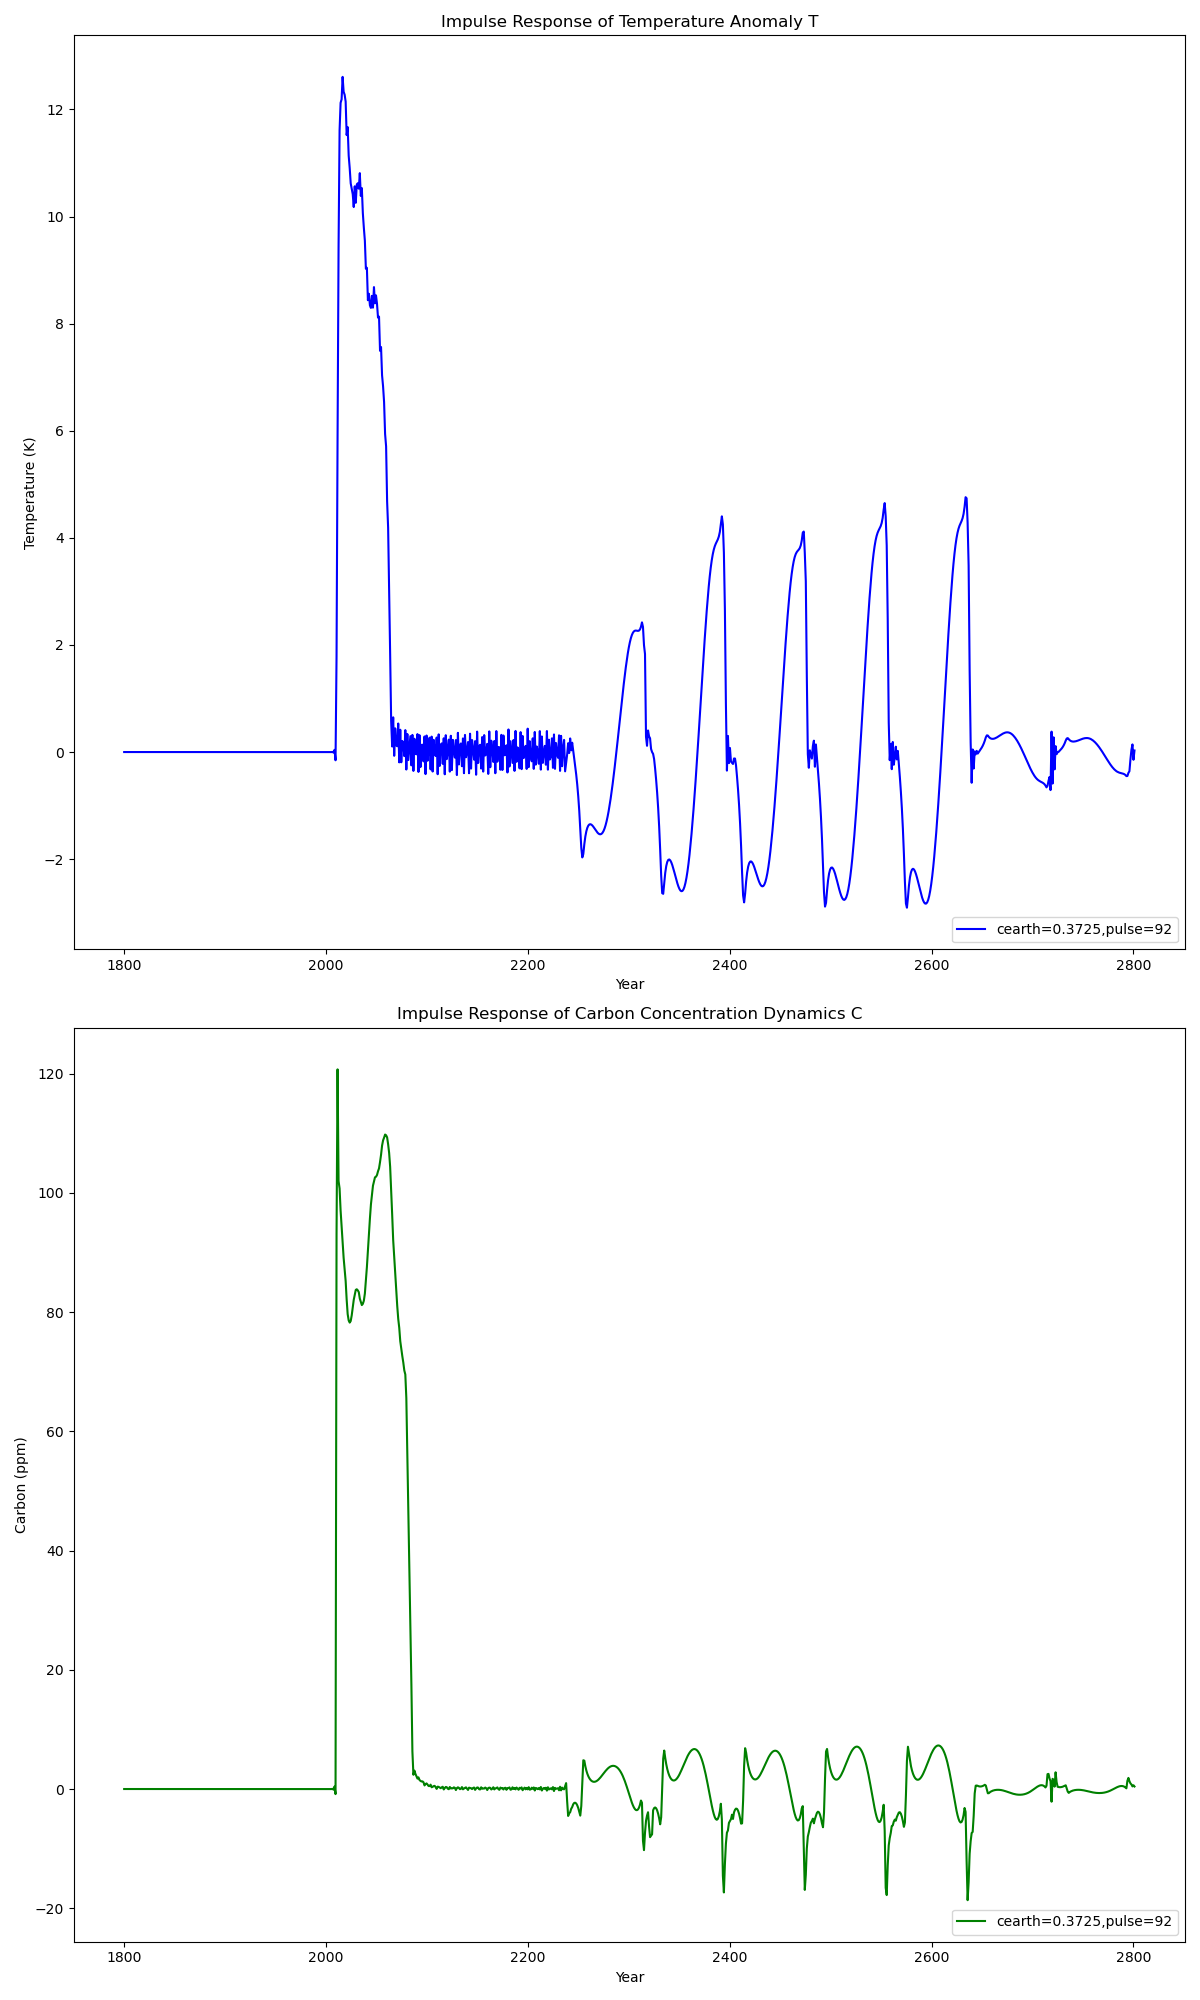 Impulse Response of Temperature Anomaly T
12
10
8
6
4
2
0
−2
Temperature (K)
cearth=0.3725,pulse=92
1800 2000 2200 2400 2600 2800
Year
Impulse Response of Carbon Concentration Dynamics C
120
100
80
60
40
20
0
−20
Carbon (ppm)
cearth=0.3725,pulse=92
1800 2000 2200 2400 2600 2800
Year